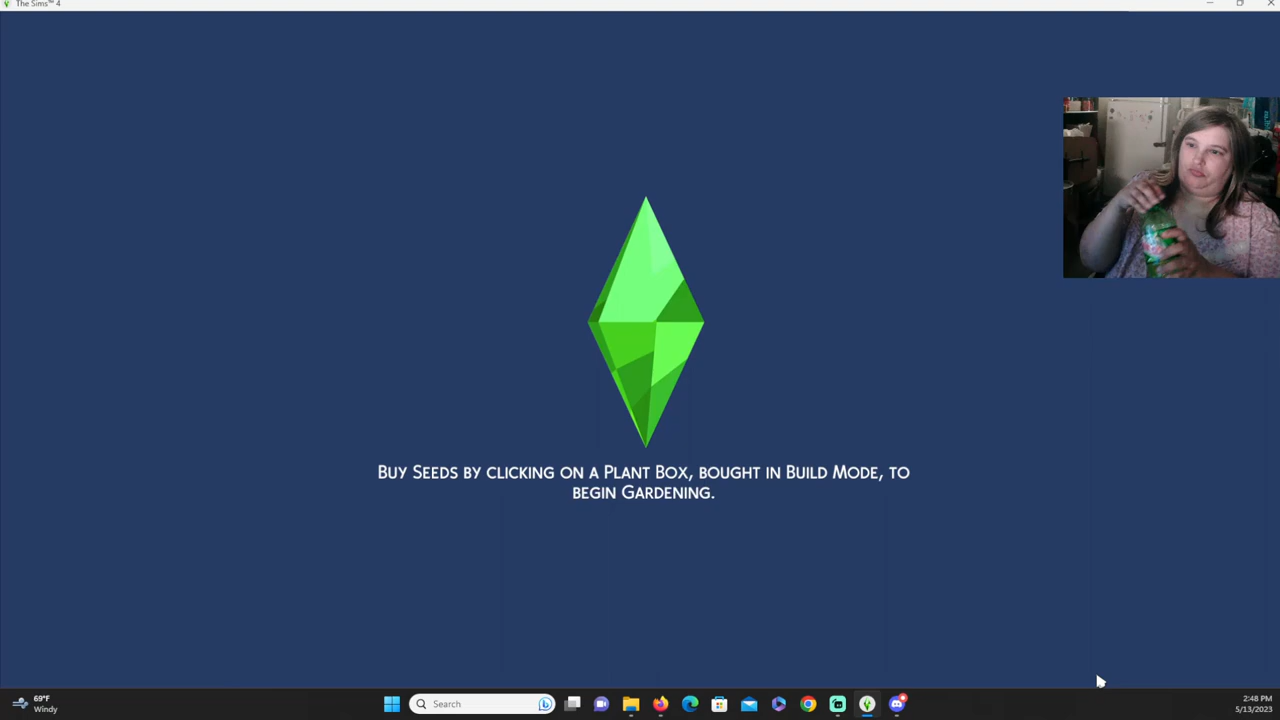 The Sims™ 4
BUY SEEDS BY CLICKING ON A PLANT BOX, BOUGHT IN BUILD MODE, TO
BEGIN GARDENING.
69°F
Windy
Search
2:48 PM
5/13/2023